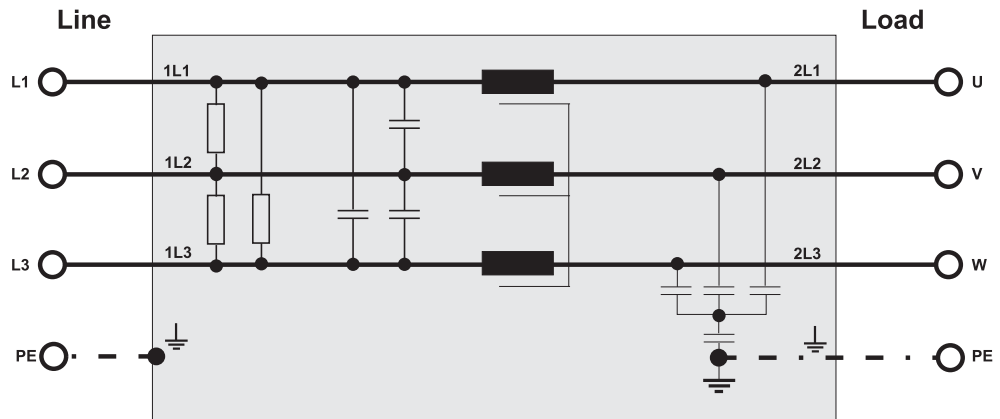 Line Load
L1 1L1 2L1 U
L2 1L2 2L2 V
L3 1L3 2L3 W
PE PE